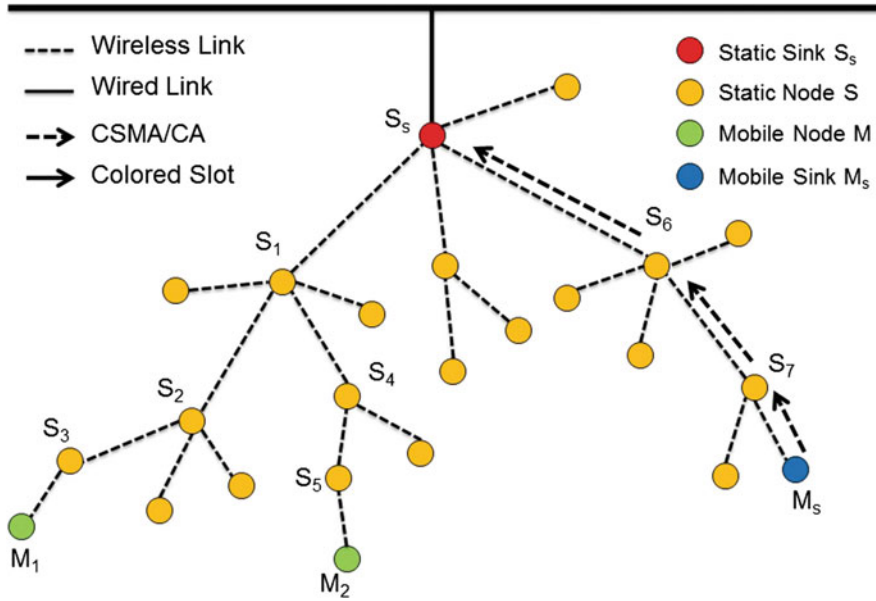 Wireless Link
Wired Link
CSMA/CA
Colored Slot
Static Sink Sₛ
Static Node S
Mobile Node M
Mobile Sink Mₛ
Sₛ
S₆
S₁
S₇
S₄
S₂
S₃
S₅
Mₛ
M₁
M₂